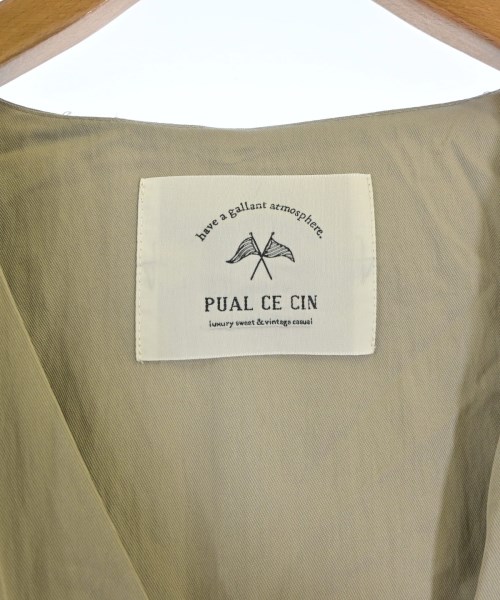 have a gallant atmosphere.
PUAL CE CIN
luxury sweet & vintage casual